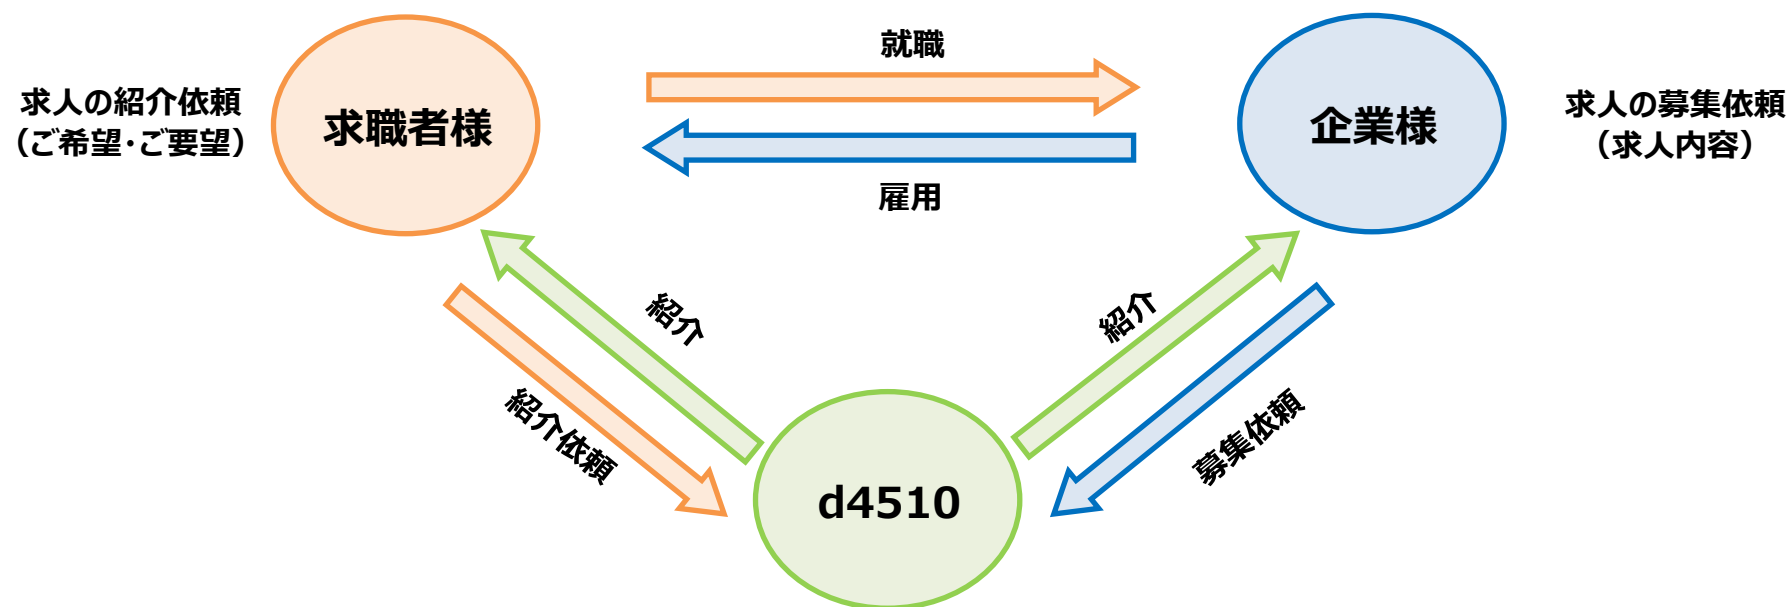 就職
求人の紹介依頼
（ご希望・ご要望）
求職者様
企業様
求人の募集依頼
（求人内容）
雇用
紹介
紹介
紹介依頼
募集依頼
d4510